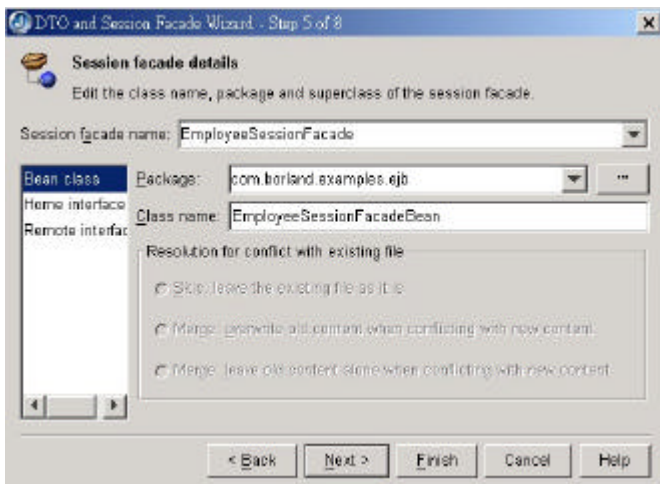 DTO and Session Facade Wizard - Step 5 of 8
Session facade details
Edit the class name, package and superclass of the session facade.
Session facade name: EmployeeSessionFacade
Bean class
Home interface
Remote interfac
Package: com.borland.examples.ejb
...
Class name: EmployeeSessionFacadeBean
Resolution for conflict with existing file
Skip: leave the existing file as it is
Merge: overwrite old content when conflicting with new content.
Merge: leave old content alone when conflicting with new content.
< Back
Next >
Finish
Cancel
Help